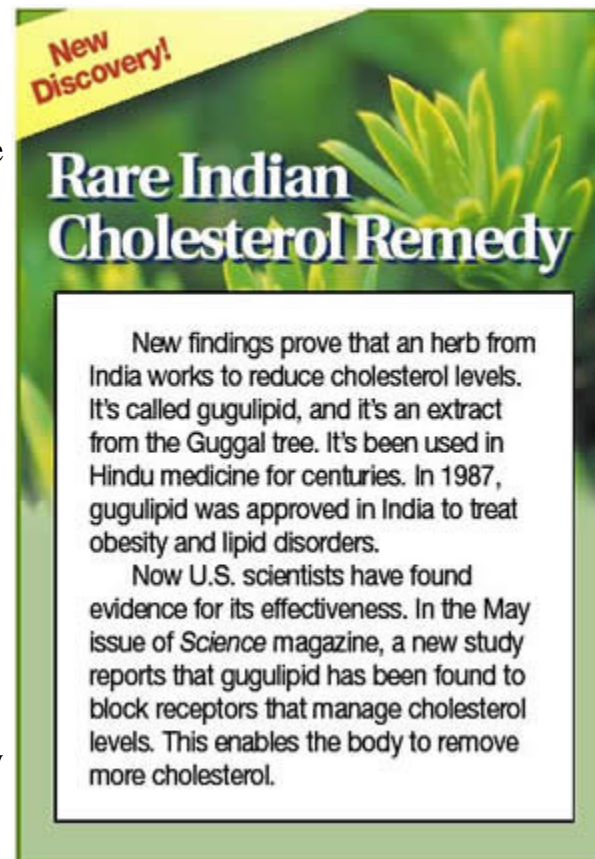 New
Discovery!
Rare Indian
Cholesterol Remedy
New findings prove that an herb from
India works to reduce cholesterol levels.
It's called gugulipid, and it's an extract
from the Guggal tree. It's been used in
Hindu medicine for centuries. In 1987,
gugulipid was approved in India to treat
obesity and lipid disorders.
Now U.S. scientists have found
evidence for its effectiveness. In the May
issue of Science magazine, a new study
reports that gugulipid has been found to
block receptors that manage cholesterol
levels. This enables the body to remove
more cholesterol.